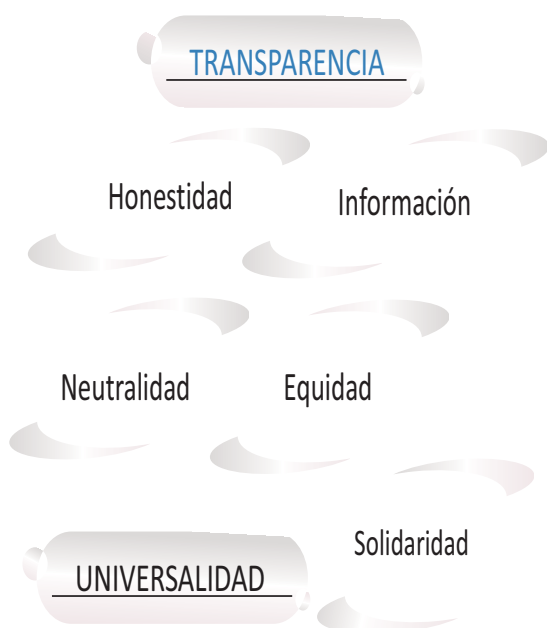 TRANSPARENCIA
Honestidad
Información
Neutralidad
Equidad
Solidaridad
UNIVERSALIDAD